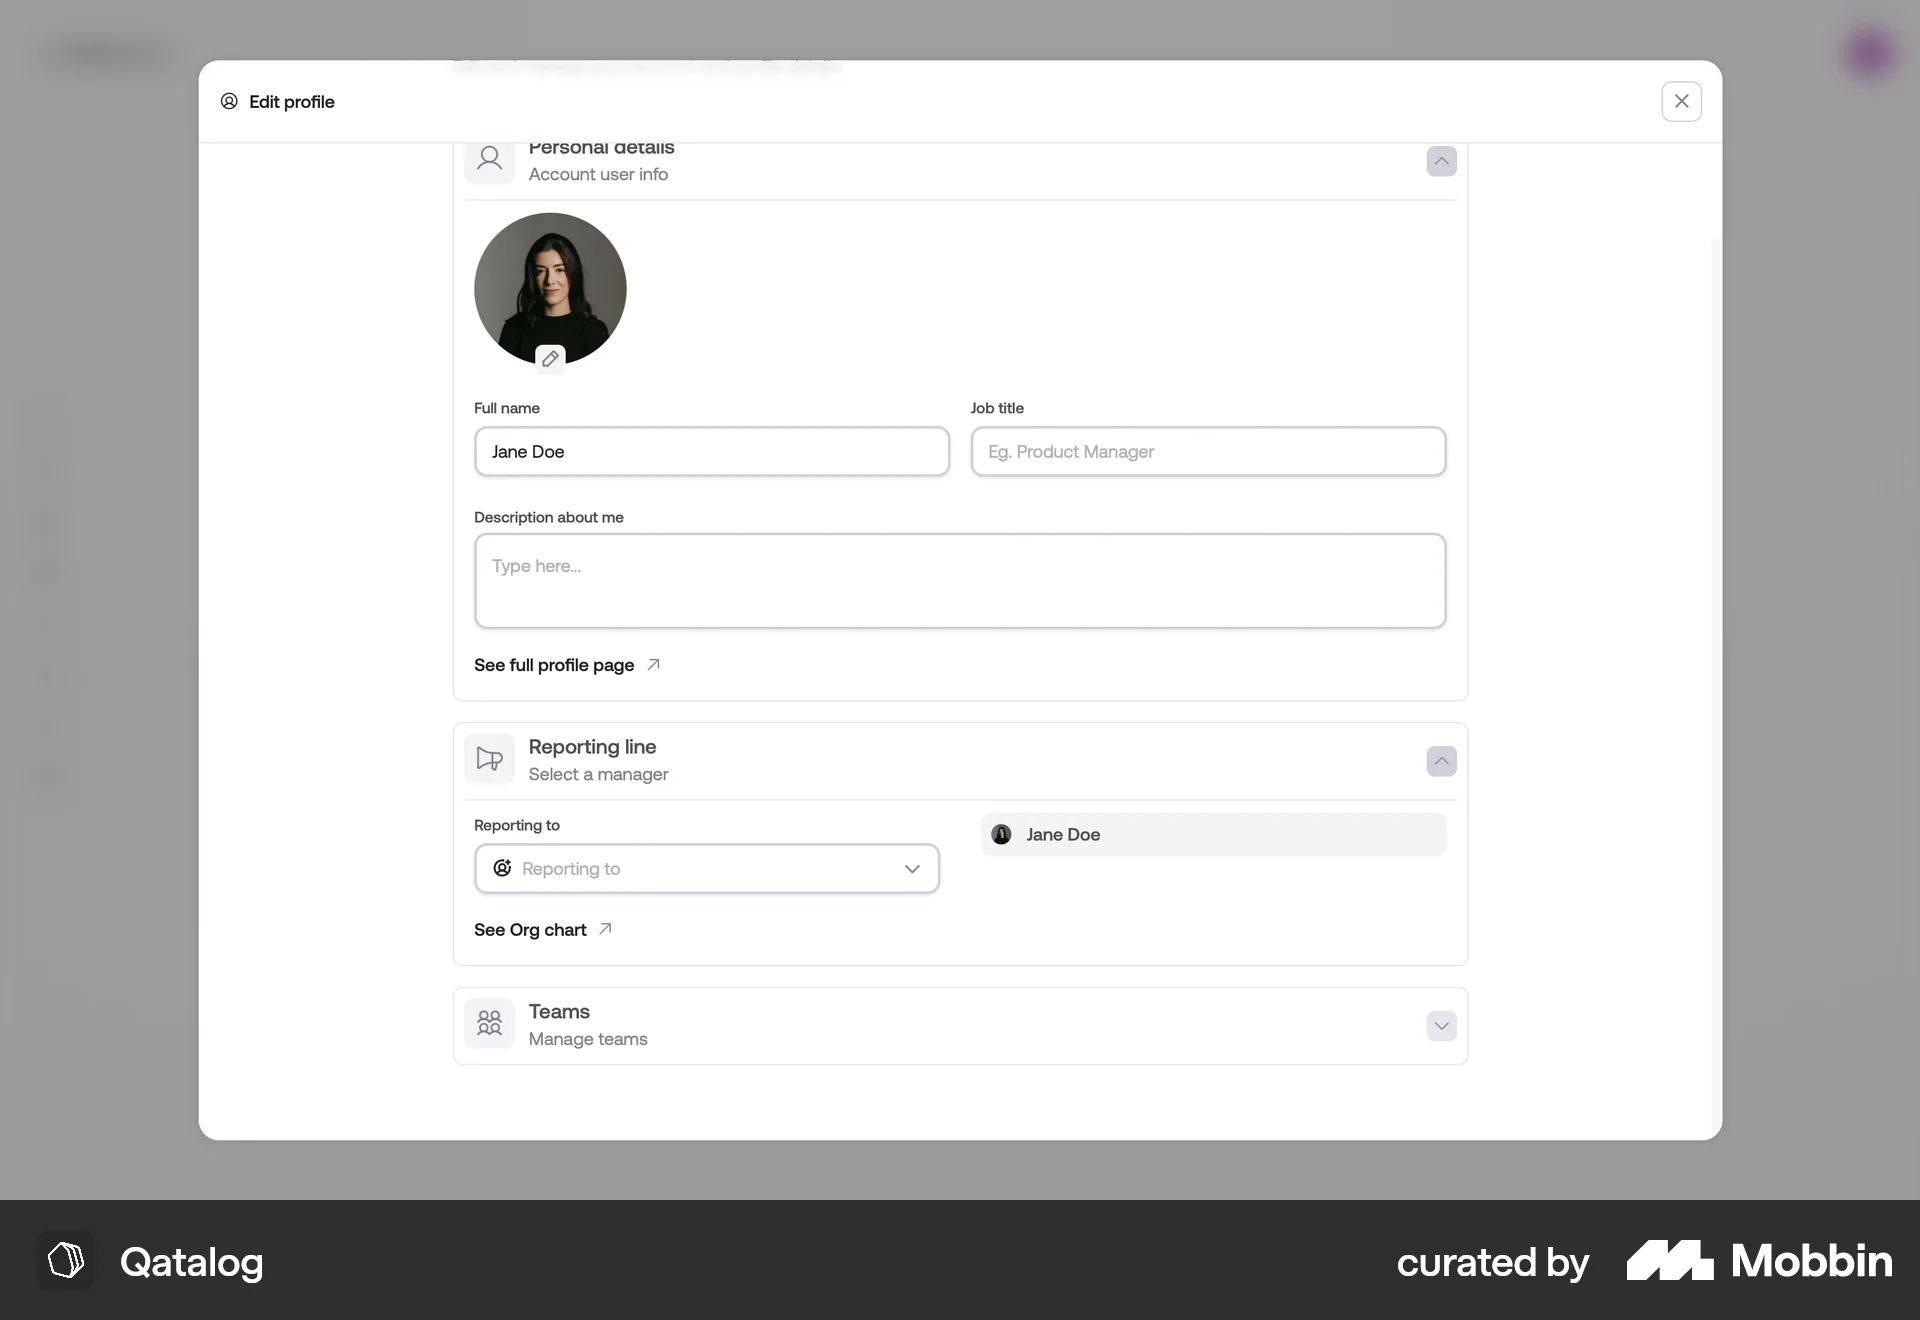 Edit profile
Personal details
Account user info
Full name
Job title
Jane Doe
Eg. Product Manager
Description about me
Type here...
See full profile page
Reporting line
Select a manager
Reporting to
Jane Doe
Reporting to
See Org chart
Teams
Manage teams
Qatalog
curated by
Mobbin